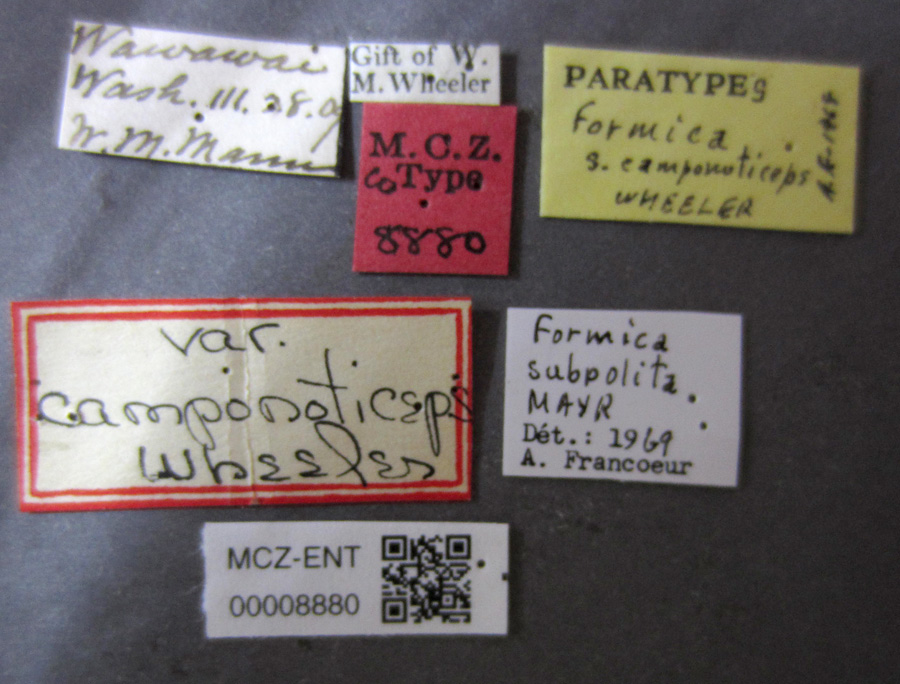 Wawawai
Wash. III. 28. 09
W. M. Mann
Gift of W.
M. Wheeler
M. C. Z.
CoType
8880
PARATYPES
Formica
s. camponoticeps
WHEELER
var.
camponoticeps
Wheeler
Formica
subpolita
MAYR
Dét.: 1969
A. Francoeur
MCZ-ENT
00008880